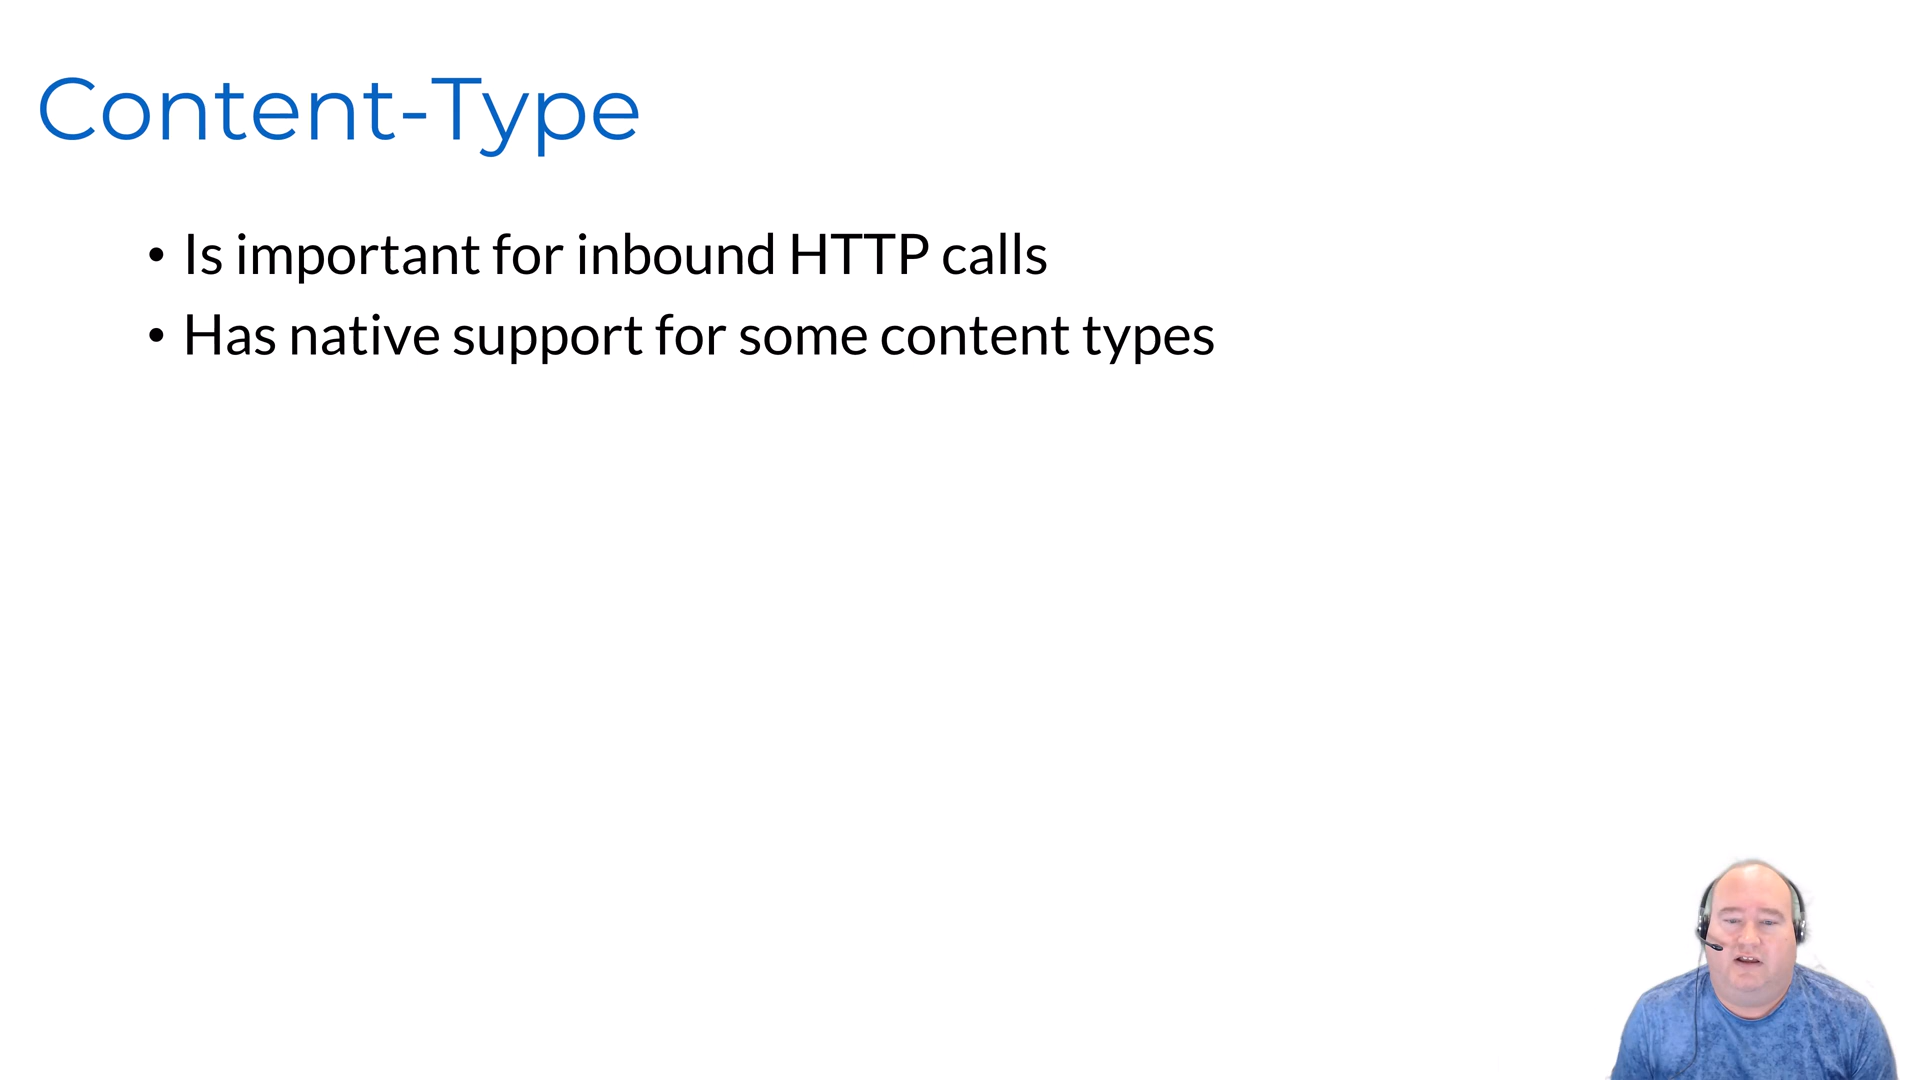 Content-Type
• Is important for inbound HTTP calls
• Has native support for some content types